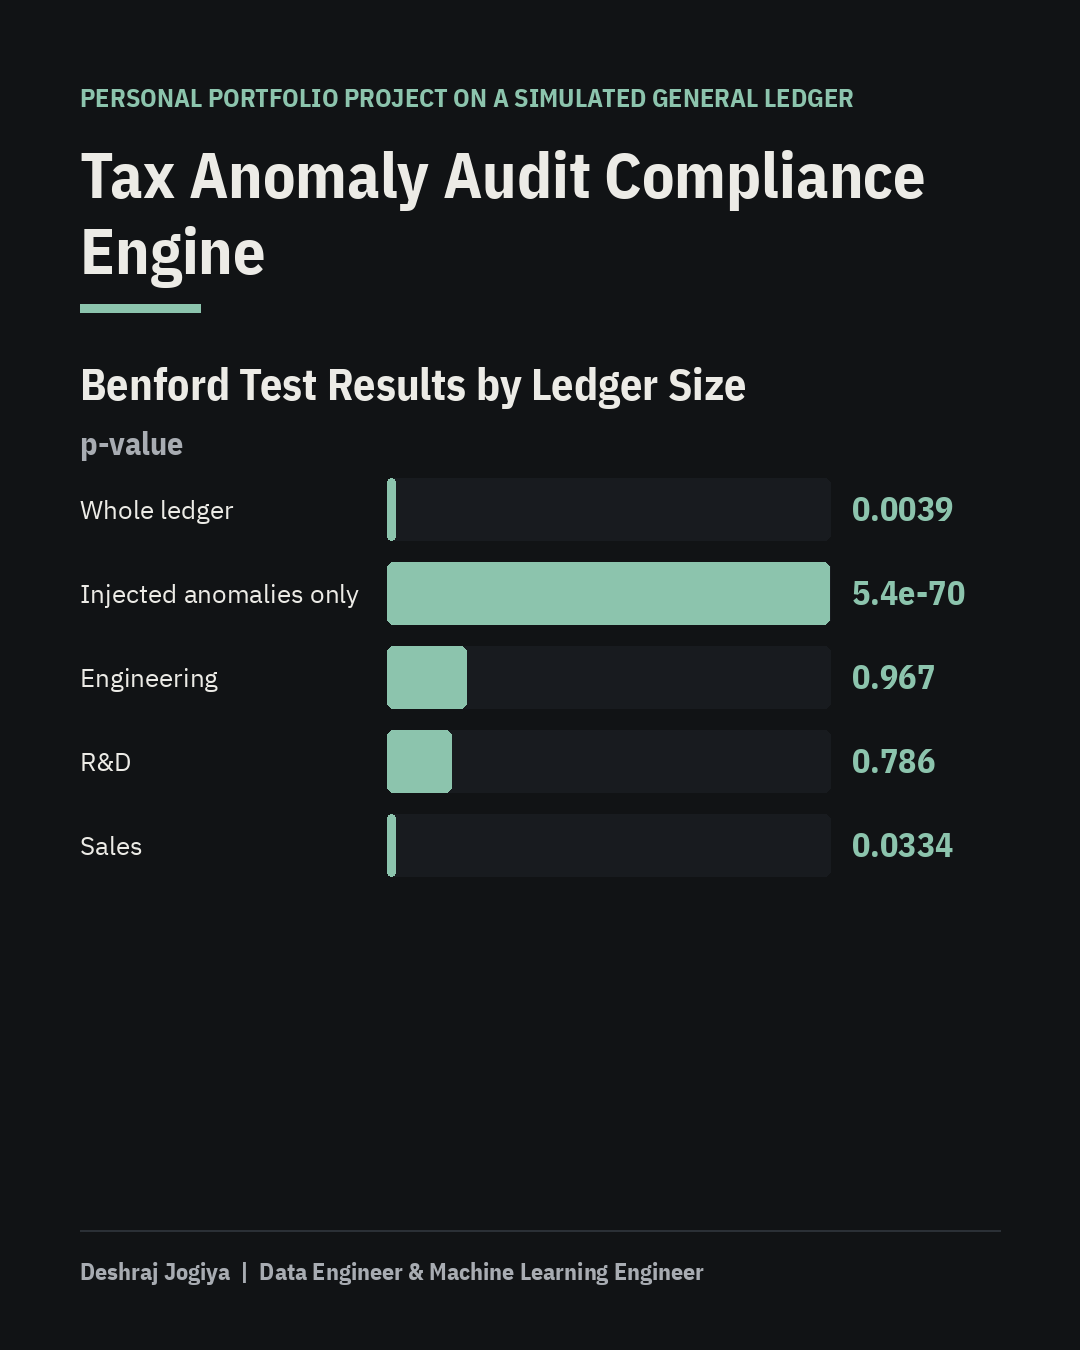 PERSONAL PORTFOLIO PROJECT ON A SIMULATED GENERAL LEDGER
Tax Anomaly Audit Compliance
Engine
Benford Test Results by Ledger Size
p-value
Whole ledger 0.0039
Injected anomalies only 5.4e-70
Engineering 0.967
R&D 0.786
Sales 0.0334
Deshraj Jogiya | Data Engineer & Machine Learning Engineer